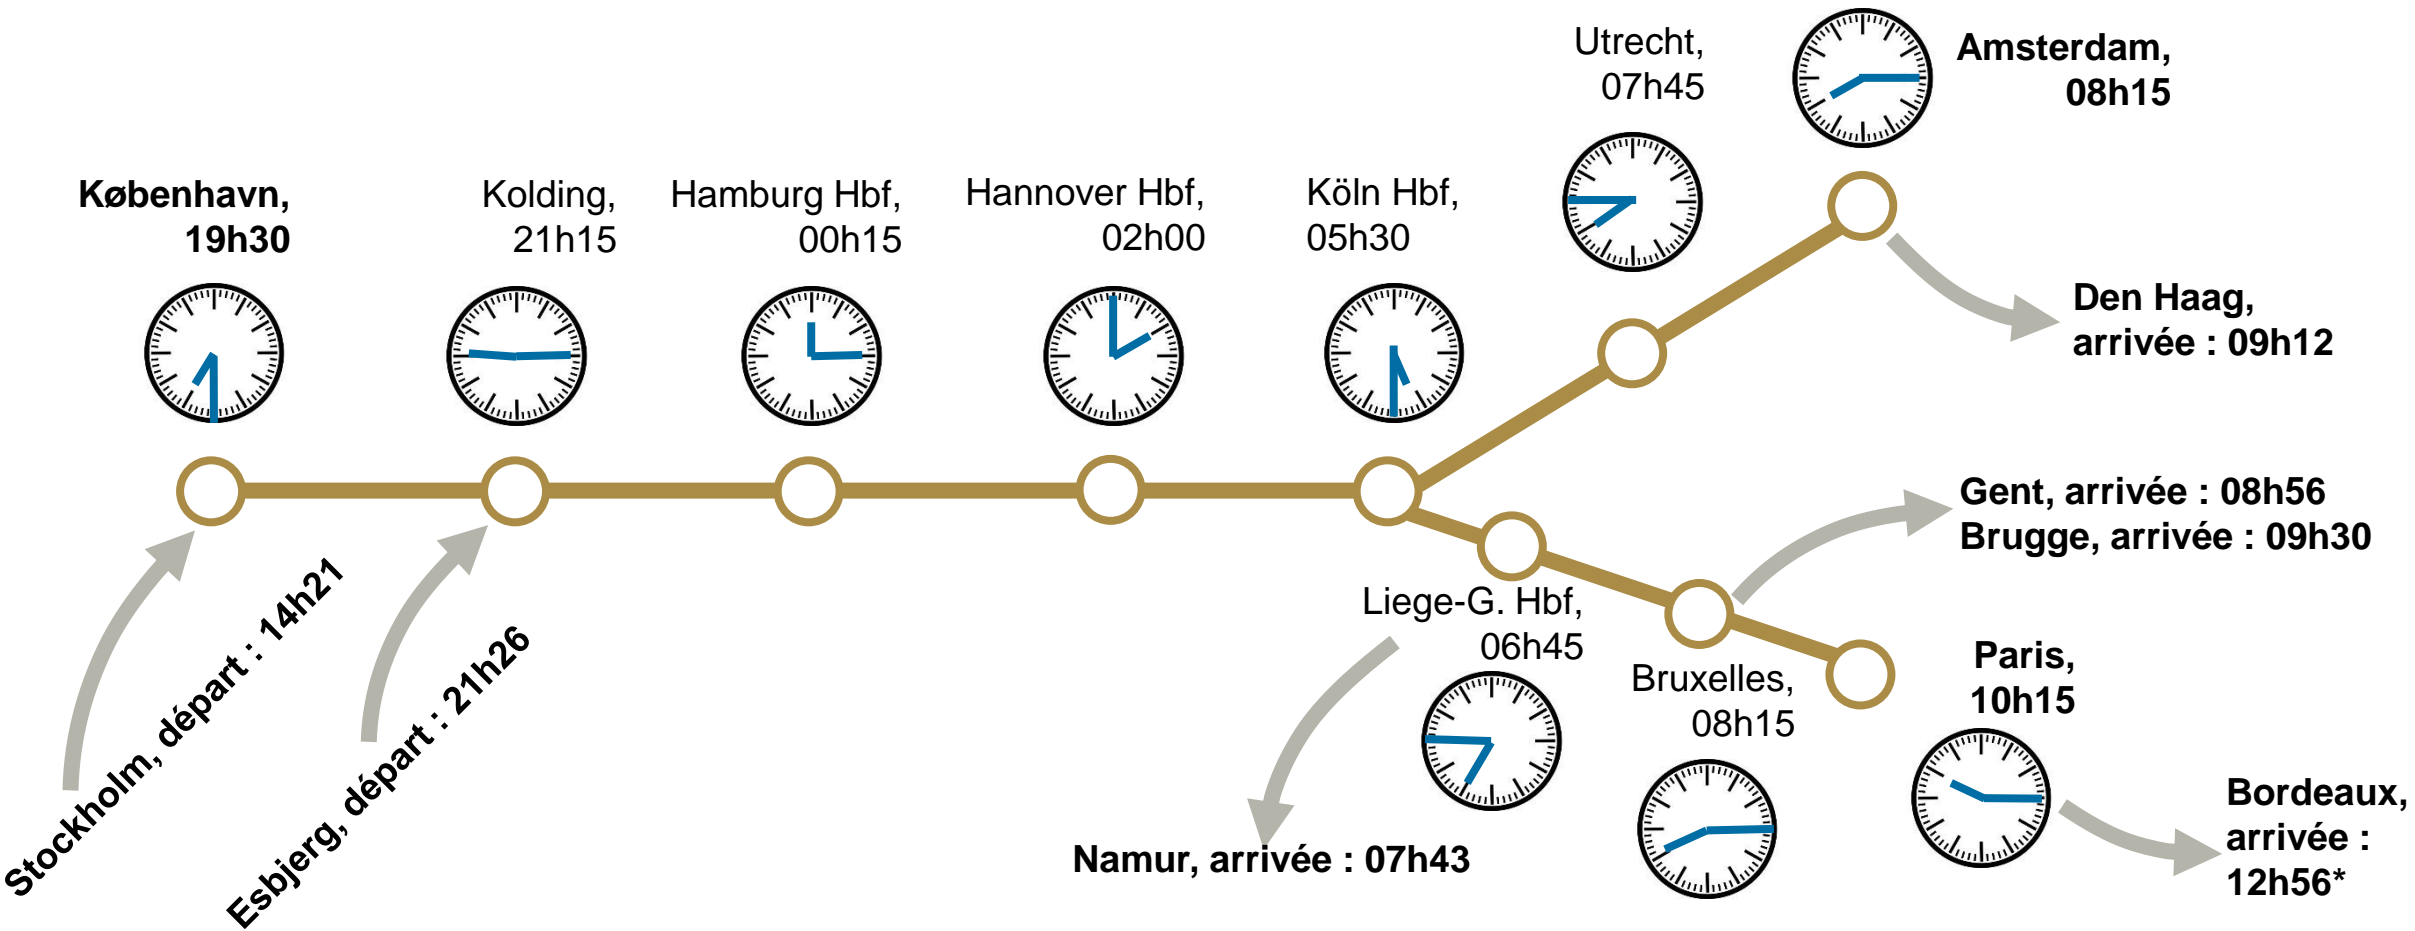 København,
19h30
Kolding,
21h15
Hamburg Hbf,
00h15
Hannover Hbf,
02h00
Köln Hbf,
05h30
Utrecht,
07h45
Amsterdam,
08h15
Den Haag,
arrivée : 09h12
Gent, arrivée : 08h56
Brugge, arrivée : 09h30
Stockholm, départ : 14h21
Esbjerg, départ : 21h26
Liege-G. Hbf,
06h45
Namur, arrivée : 07h43
Bruxelles,
08h15
Paris,
10h15
Bordeaux,
arrivée :
12h56*